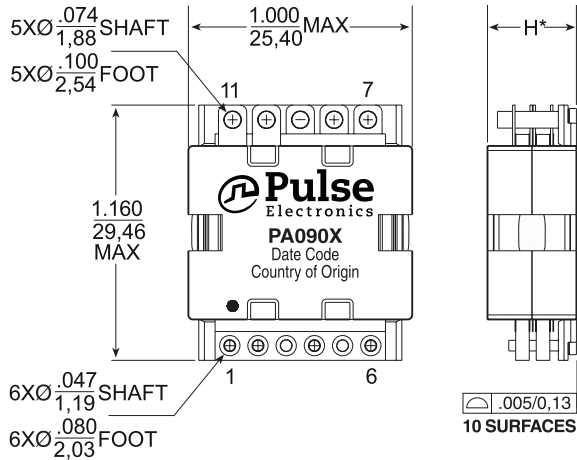 5XØ .074/1,88 SHAFT
5XØ .100/2,54 FOOT
1.000/25,40 MAX
H*
11
7
1.160/29,46
MAX
Pulse
Electronics
PA090X
Date Code
Country of Origin
1
6
6XØ .047/1,19 SHAFT
6XØ .080/2,03 FOOT
.005/0,13
10 SURFACES